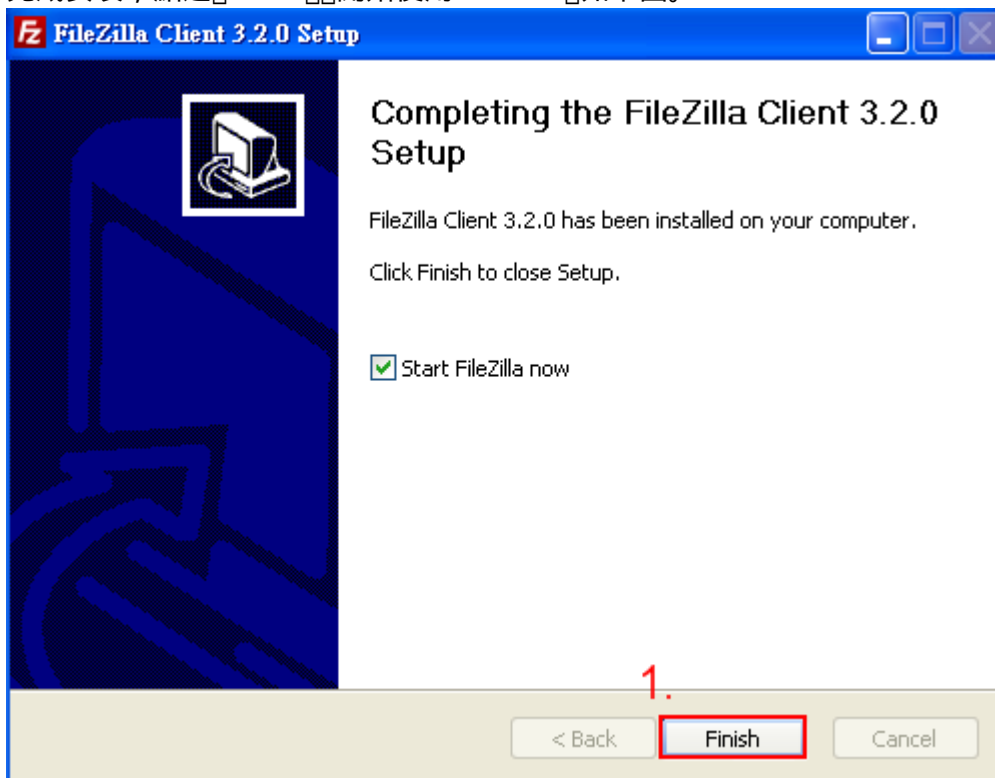 FileZilla Client 3.2.0 Setup
Completing the FileZilla Client 3.2.0
Setup
FileZilla Client 3.2.0 has been installed on your computer.
Click Finish to close Setup.
Start FileZilla now
1.
< Back Finish Cancel